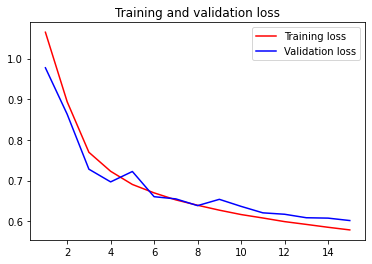 Training and validation loss
Training loss
Validation loss
1.0
0.9
0.8
0.7
0.6
2 4 6 8 10 12 14